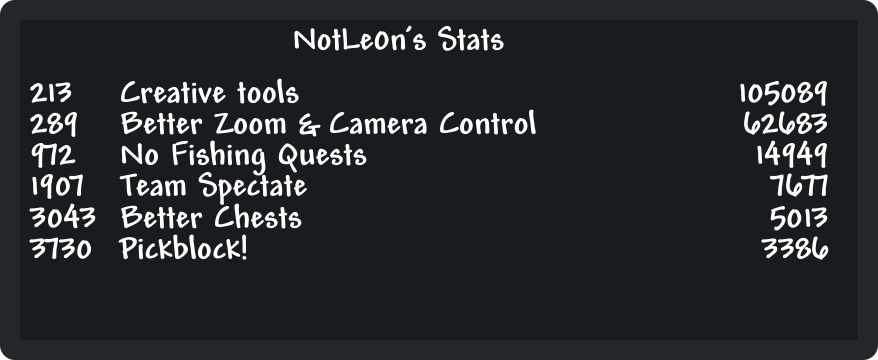 NotLe0n's Stats
213 Creative tools 105089
289 Better Zoom & Camera Control 62683
972 No Fishing Quests 14949
1907 Team Spectate 7677
3043 Better Chests 5013
3730 Pickblock! 3386